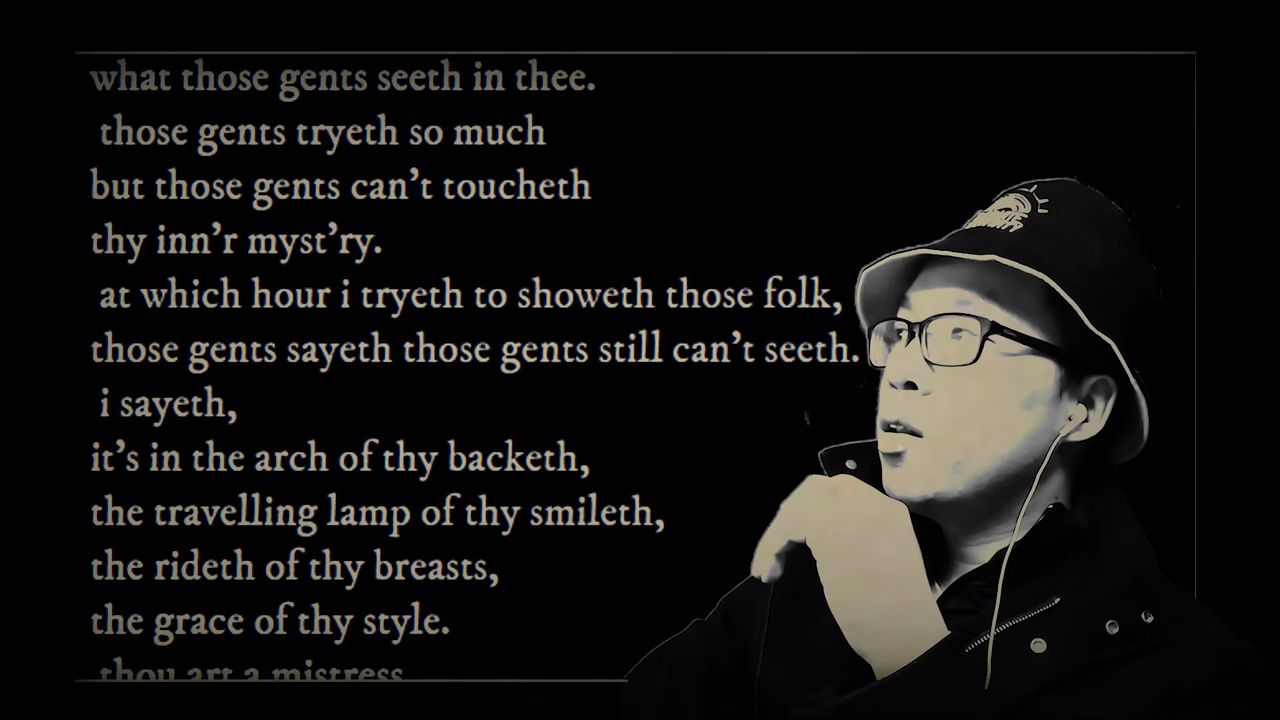 what those gents seeth in thee.
those gents tryeth so much
but those gents can’t toucheth
thy inn’r myst’ry.
at which hour i tryeth to showeth those folk,
those gents sayeth those gents still can’t seeth.
i sayeth,
it’s in the arch of thy backeth,
the travelling lamp of thy smileth,
the rideth of thy breasts,
the grace of thy style.
thou art a mistress